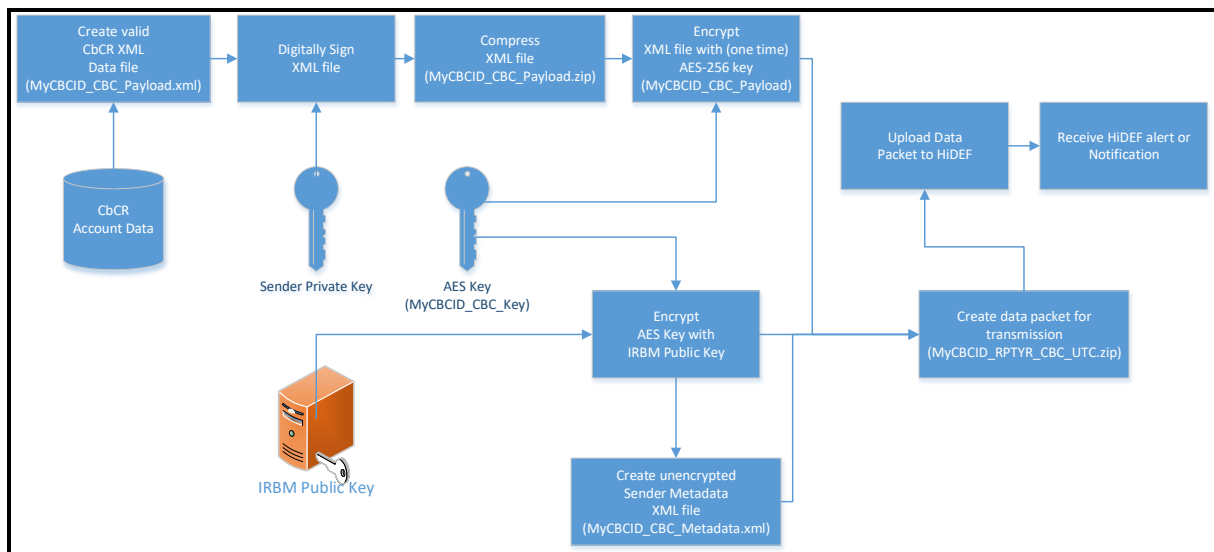 Create valid
CbCR XML
Data file
(MyCBCID_CBC_Payload.xml)
Digitally Sign
XML file
Compress
XML file
(MyCBCID_CBC_Payload.zip)
Encrypt
XML file with (one time)
AES-256 key
(MyCBCID_CBC_Payload)
Upload Data
Packet to HiDEF
Receive HiDEF alert or
Notification
CbCR
Account Data
Sender Private Key
AES Key
(MyCBCID_CBC_Key)
Encrypt
AES Key with
IRBM Public Key
Create data packet for
transmission
(MyCBCID_RPTYR_CBC_UTC.zip)
IRBM Public Key
Create unencrypted
Sender Metadata
XML file
(MyCBCID_CBC_Metadata.xml)